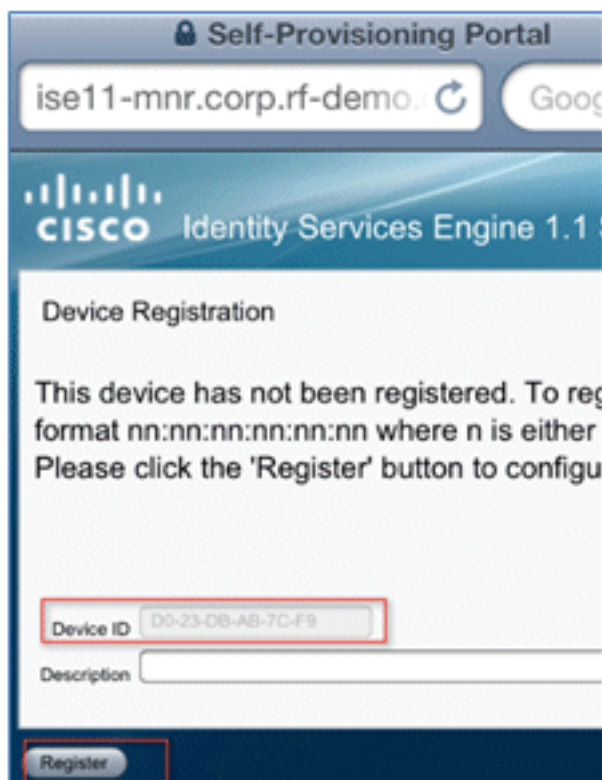 Self-Provisioning Portal
ise11-mnr.corp.rf-demo.
Goog
CISCO Identity Services Engine 1.1
Device Registration
This device has not been registered. To reg
format nn:nn:nn:nn:nn:nn where n is either
Please click the 'Register' button to configu
Device ID D0-23-DB-AB-7C-F9
Description
Register